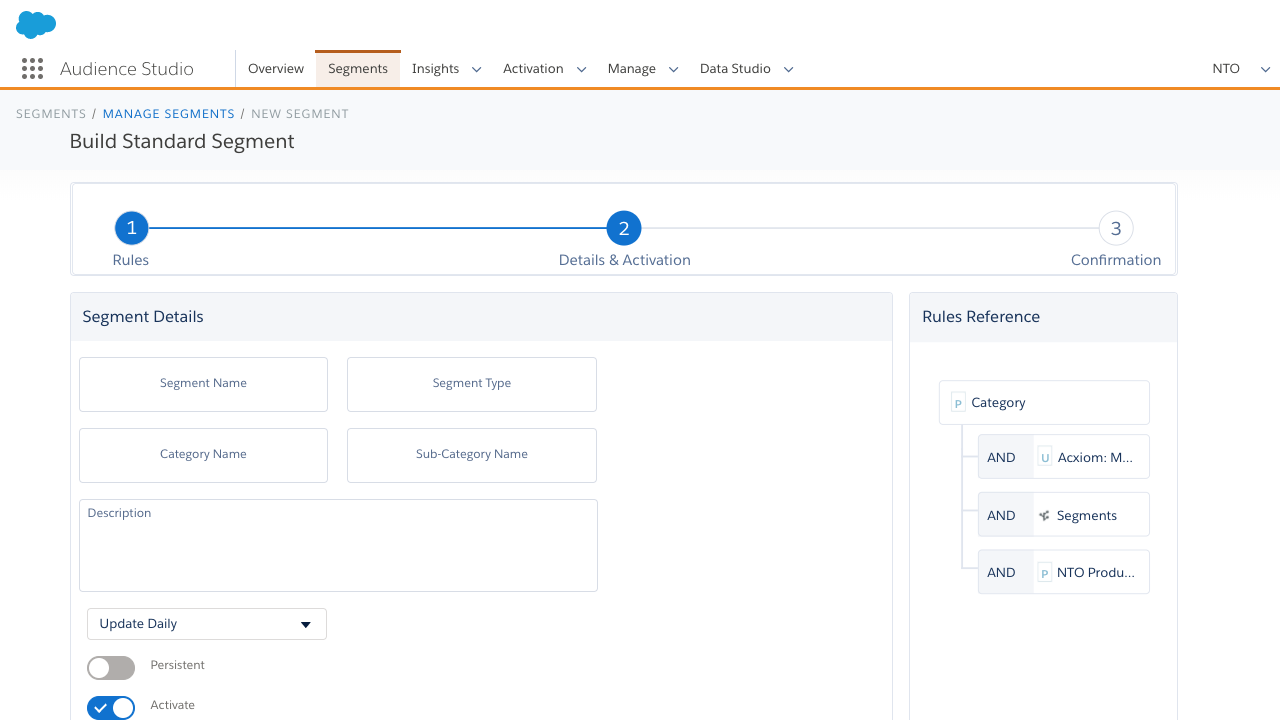 Audience Studio
Overview Segments Insights Activation Manage Data Studio NTO
SEGMENTS / MANAGE SEGMENTS / NEW SEGMENT
Build Standard Segment
1 2 3
Rules Details & Activation Confirmation
Segment Details
Segment Name Segment Type
Category Name Sub-Category Name
Description
Update Daily
Persistent
Activate
Rules Reference
P Category
AND U Acxiom: M...
AND Segments
AND P NTO Produ...